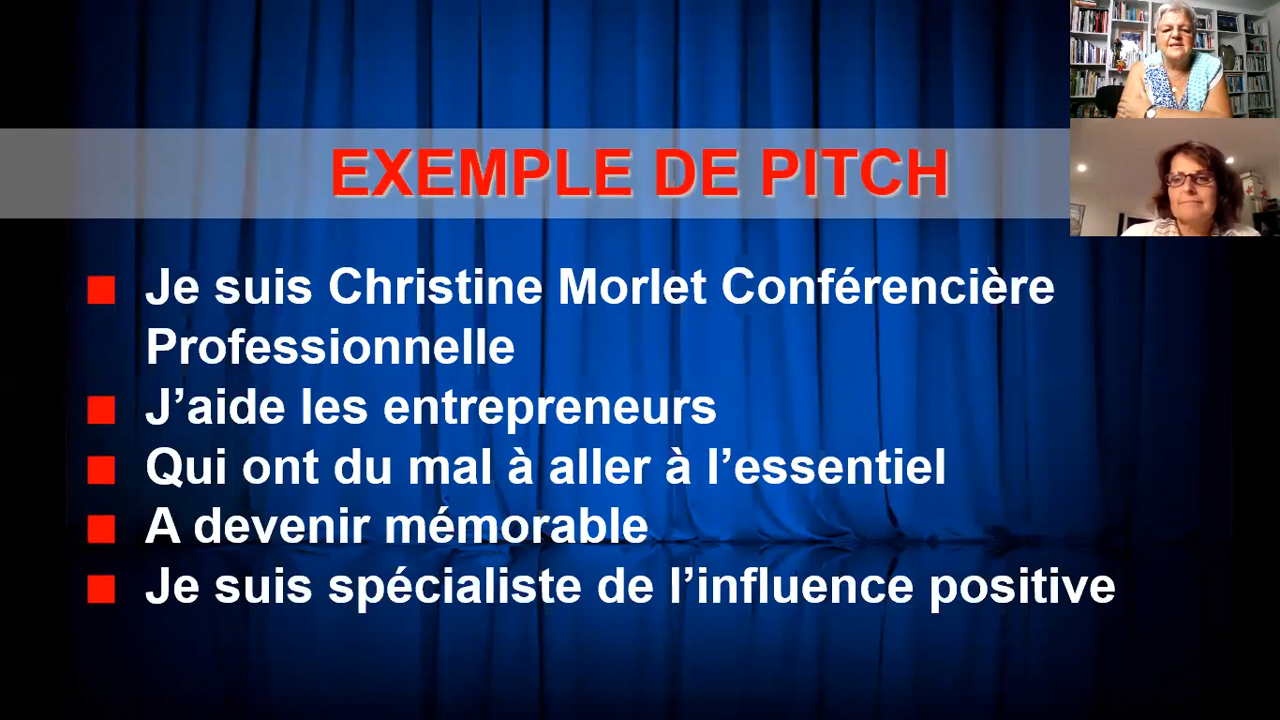 EXEMPLE DE PITCH
Je suis Christine Morlet Conférencière
Professionnelle
J’aide les entrepreneurs
Qui ont du mal à aller à l’essentiel
A devenir mémorable
Je suis spécialiste de l’influence positive